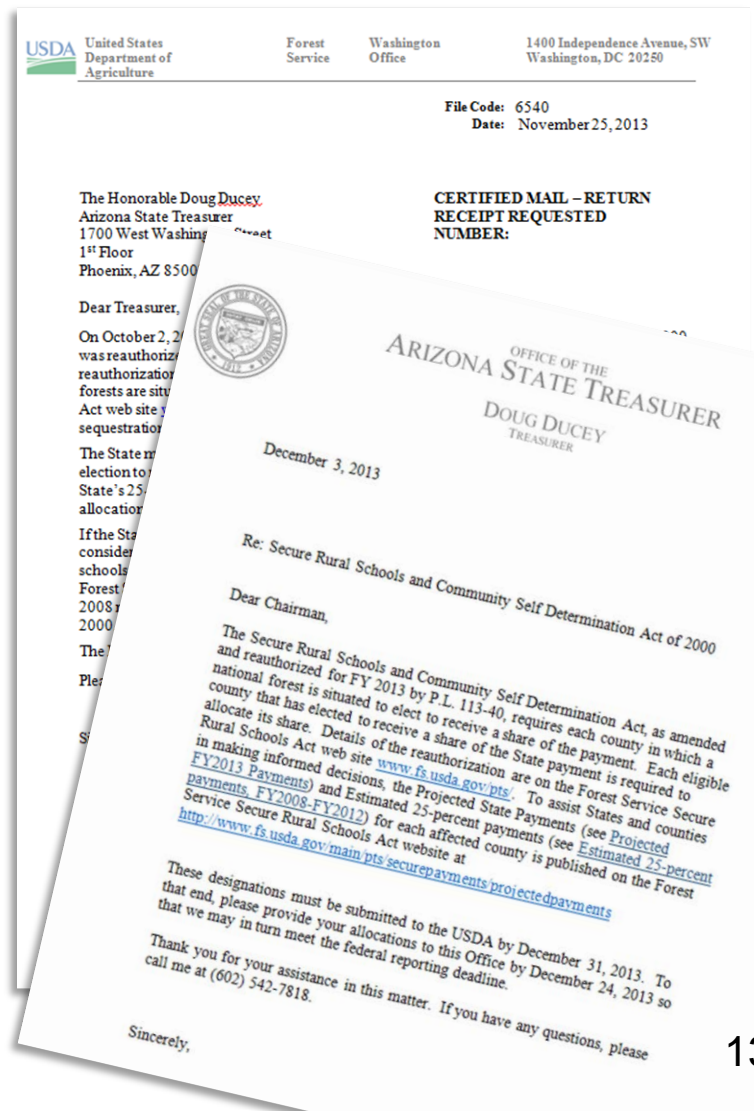 USDA
United States
Department of
Agriculture
Forest
Service
Washington
Office
1400 Independence Avenue, SW
Washington, DC 20250
File Code: 6540
Date: November 25, 2013
The Honorable Doug Ducey
Arizona State Treasurer
1700 West Washington Street
1st Floor
Phoenix, AZ 8500
CERTIFIED MAIL – RETURN
RECEIPT REQUESTED
NUMBER:
Dear Treasurer,
On October 2, 2
was reauthorize
reauthorization
forests are situ
Act web site
sequestration
The State m
election to
State's 25-
allocation
If the Sta
consider
schools
Forest
2008
2000
The
Plea
GREAT SEAL OF THE STATE OF ARIZONA
1912
OFFICE OF THE
ARIZONA STATE TREASURER
DOUG DUCEY
TREASURER
December 3, 2013
Re: Secure Rural Schools and Community Self Determination Act of 2000
Dear Chairman,
The Secure Rural Schools and Community Self Determination Act, as amended
and reauthorized for FY 2013 by P.L. 113-40, requires each county in which a
national forest is situated to elect to receive a share of the payment. Each eligible
county that has elected to receive a share of the State payment is required to
allocate its share. Details of the reauthorization are on the Forest Service Secure
Rural Schools Act web site www.fs.usda.gov/pts/. To assist States and counties
in making informed decisions, the Projected State Payments (see Projected
FY2013 Payments) and Estimated 25-percent payments (see Estimated 25-percent
payments, FY2008-FY2012) for each affected county is published on the Forest
Service Secure Rural Schools Act website at
http://www.fs.usda.gov/main/pts/securepayments/projectedpayments
These designations must be submitted to the USDA by December 31, 2013. To
that end, please provide your allocations to this Office by December 24, 2013 so
that we may in turn meet the federal reporting deadline.
Thank you for your assistance in this matter. If you have any questions, please
call me at (602) 542-7818.
Sincerely,
13